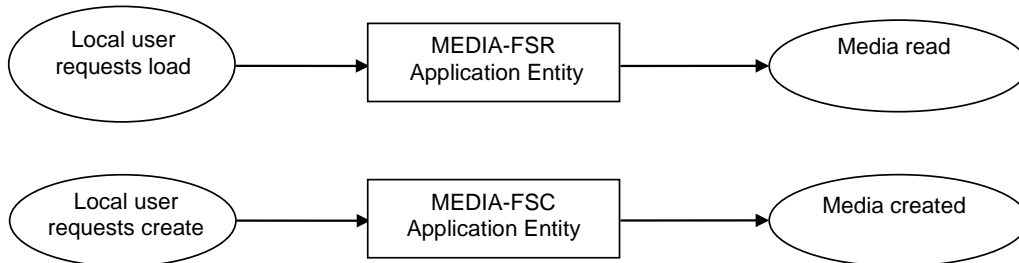 Local user
requests load
MEDIA-FSR
Application Entity
Media read
Local user
requests create
MEDIA-FSC
Application Entity
Media created